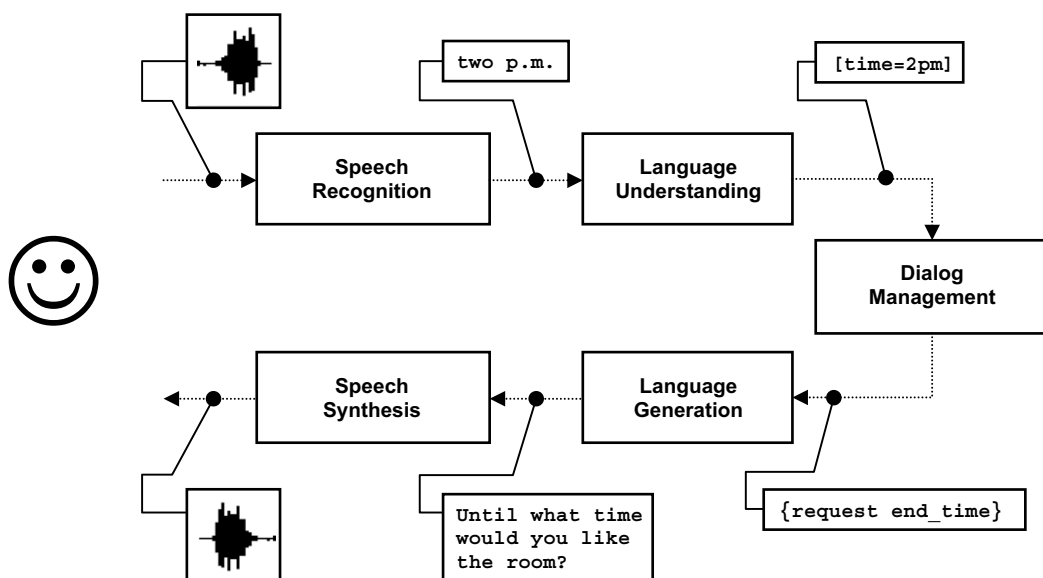 two p.m.
[time=2pm]
Speech
Recognition
Language
Understanding
Dialog
Management
Speech
Synthesis
Language
Generation
Until what time
would you like
the room?
{request end_time}